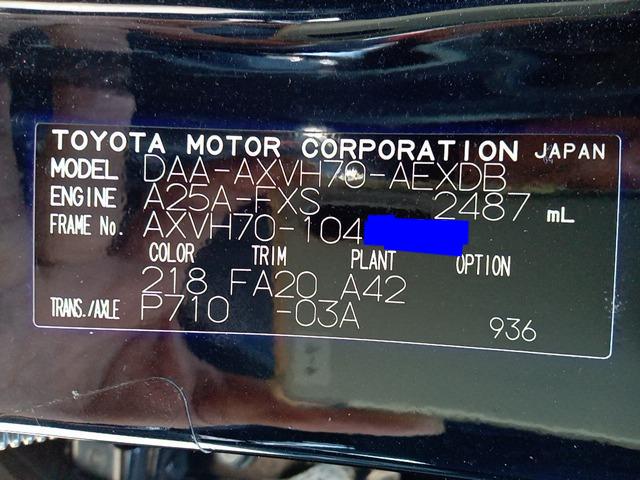 TOYOTA MOTOR CORPORATION JAPAN
MODEL DAA-AXVH70-AEXDB
ENGINE A25A-FXS 2487 mL
FRAME No. AXVH70-104
COLOR TRIM PLANT OPTION
218 FA20 A42
TRANS./AXLE P710 -03A
936